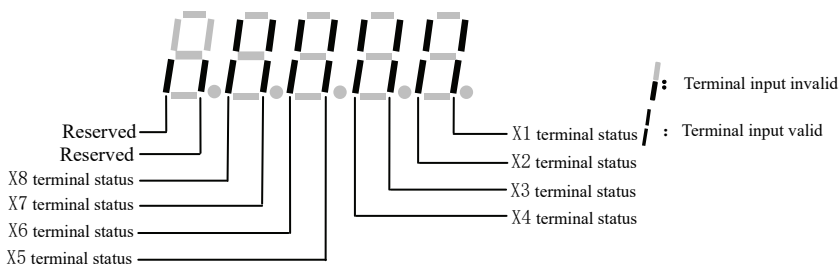 Terminal input invalid
: Terminal input valid
Reserved
Reserved
X8 terminal status
X7 terminal status
X6 terminal status
X5 terminal status
X1 terminal status
X2 terminal status
X3 terminal status
X4 terminal status